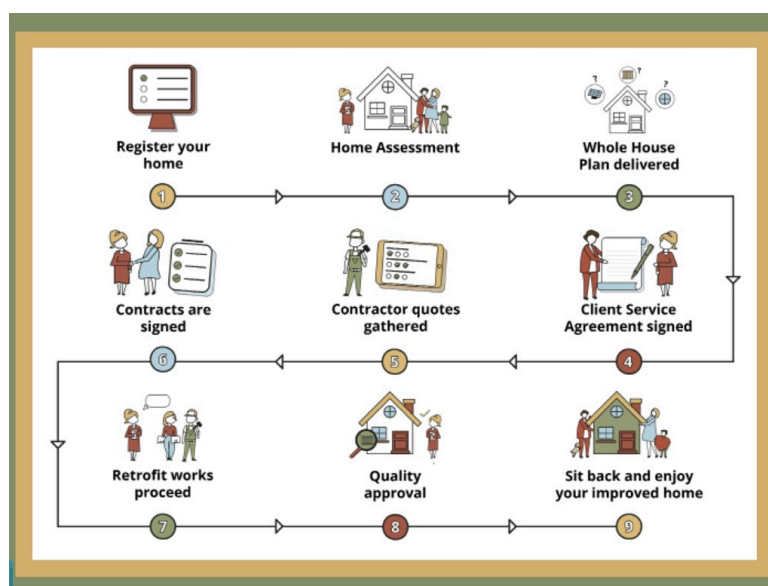 Register your
home
1
Home Assessment
2
?
?
?
Whole House
Plan delivered
3
Client Service
Agreement signed
4
Contractor quotes
gathered
5
Contracts are
signed
6
Retrofit works
proceed
7
Quality
approval
8
Sit back and enjoy
your improved home
9